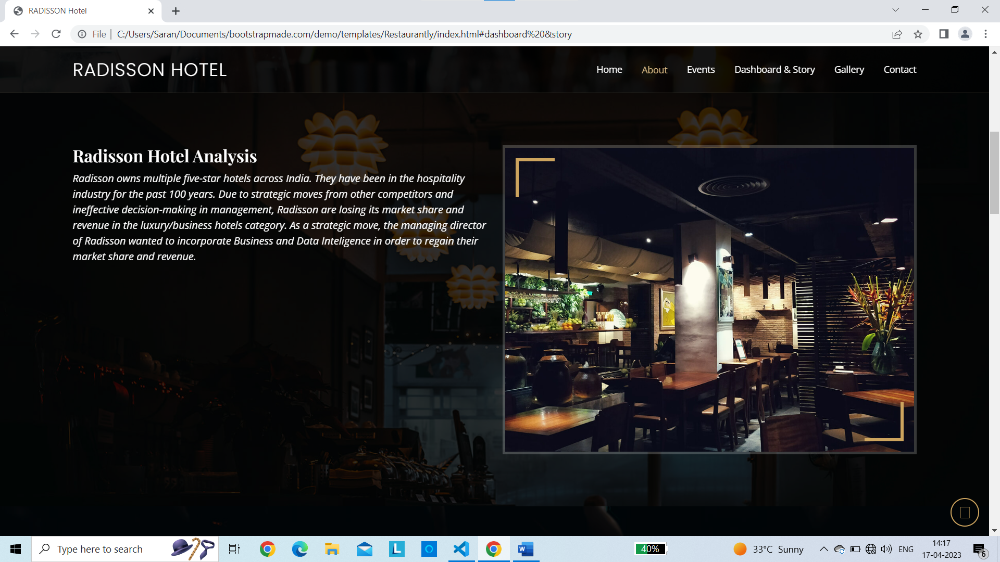 RADISSON Hotel
File
C:/Users/Saran/Documents/bootstrapmade.com/demo/templates/Restaurantly/index.html#dashboard%20&story
RADISSON HOTEL
Home About Events Dashboard & Story Gallery Contact
Radisson Hotel Analysis
Radisson owns multiple five-star hotels across India. They have been in the hospitality
industry for the past 100 years. Due to strategic moves from other competitors and
ineffective decision-making in management, Radisson are losing its market share and
revenue in the luxury/business hotels category. As a strategic move, the managing director
of Radisson wanted to incorporate Business and Data Inteligence in order to regain their
market share and revenue.
Type here to search
L
W
40%
33°C Sunny
ENG
14:17
17-04-2023
6